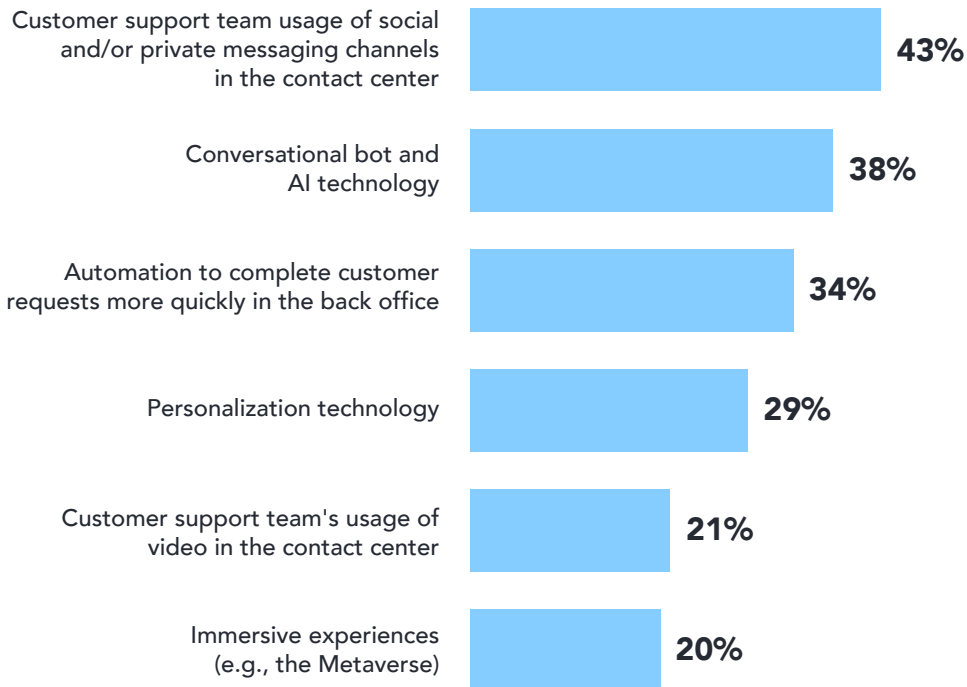 Customer support team usage of social
and/or private messaging channels
in the contact center
43%
Conversational bot and
AI technology
38%
Automation to complete customer
requests more quickly in the back office
34%
Personalization technology
29%
Customer support team's usage of
video in the contact center
21%
Immersive experiences
(e.g., the Metaverse)
20%